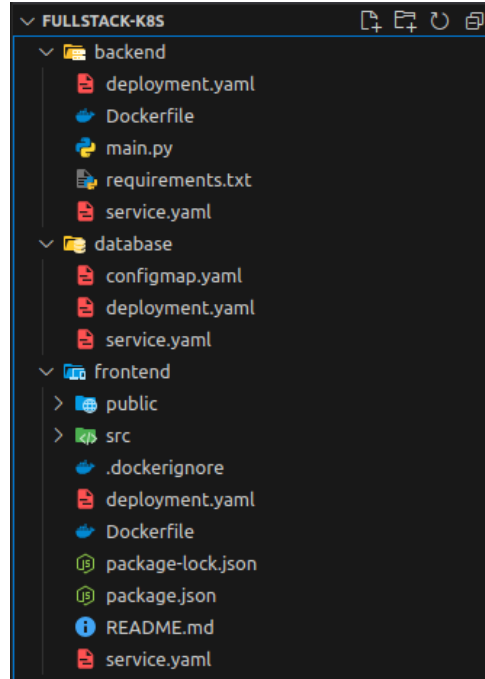 FULLSTACK-K8S
backend
deployment.yaml
Dockerfile
main.py
requirements.txt
service.yaml
database
configmap.yaml
deployment.yaml
service.yaml
frontend
public
src
.dockerignore
deployment.yaml
Dockerfile
package-lock.json
package.json
README.md
service.yaml